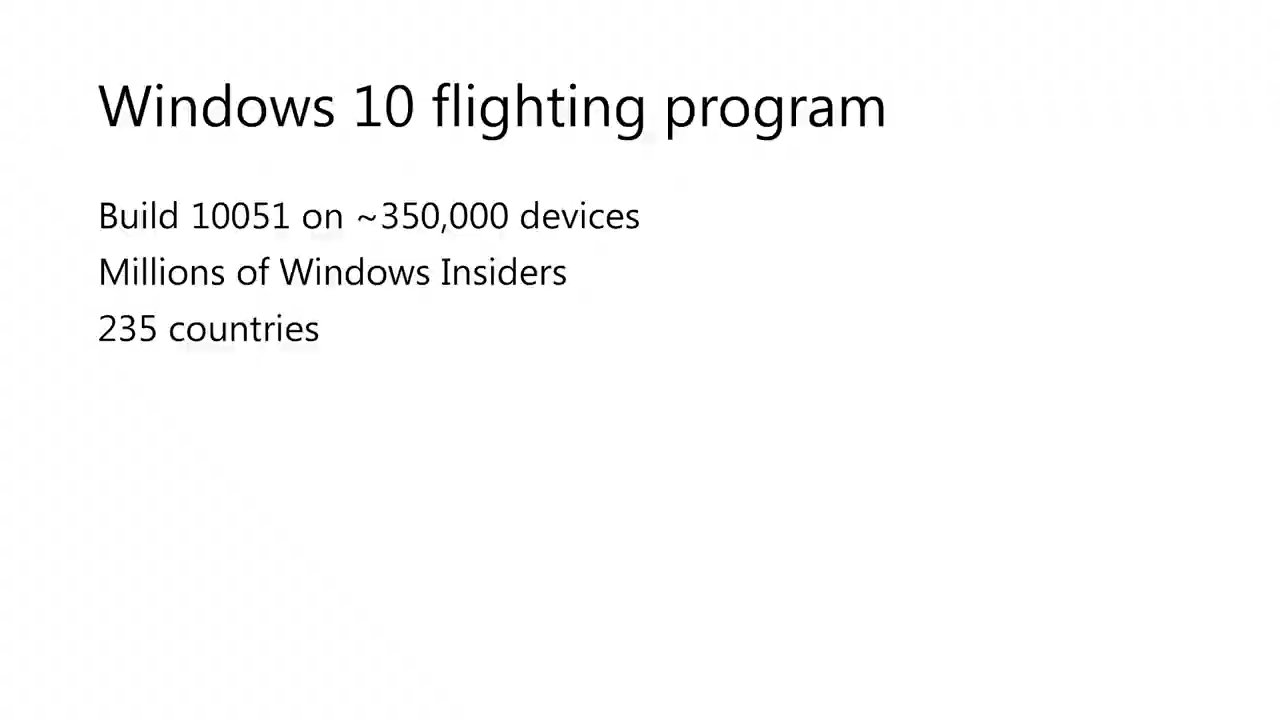 Windows 10 flighting program
Build 10051 on ~350,000 devices
Millions of Windows Insiders
235 countries